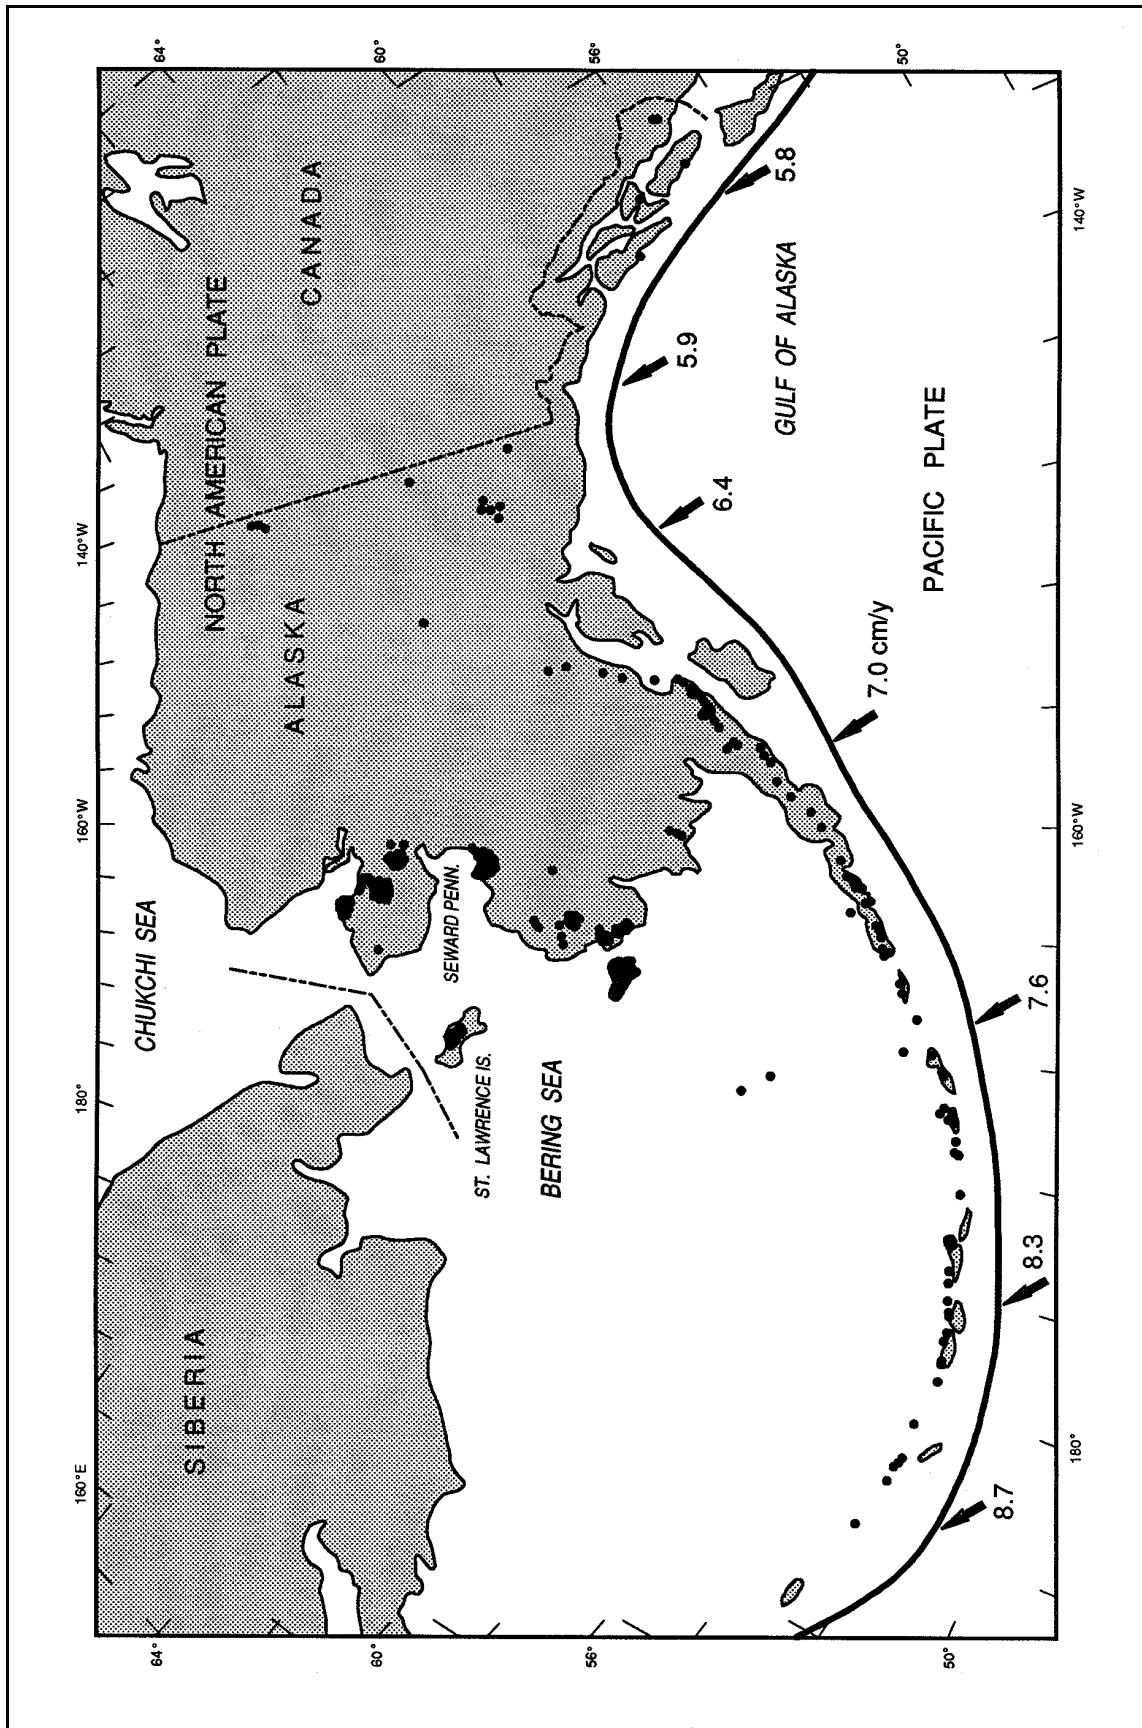 160°E
180°
160°W
140°W
64°
64°
CHUKCHI SEA
SIBERIA
NORTH AMERICAN PLATE
ALASKA
CANADA
60°
60°
SEWARD PENN.
ST. LAWRENCE IS.
BERING SEA
56°
56°
5.9
6.4
5.8
GULF OF ALASKA
7.0 cm/y
PACIFIC PLATE
50°
50°
8.7
8.3
7.6
180°
160°W
140°W